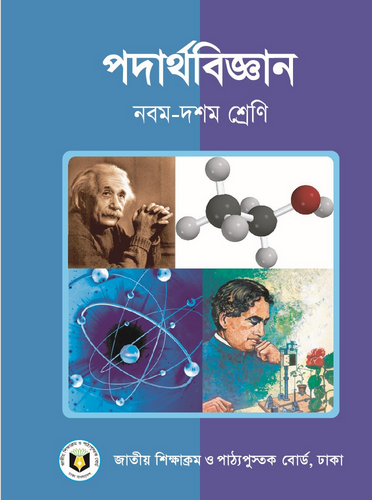 পদার্থবিজ্ঞান
নবম-দশম শ্রেণি
জাতীয় শিক্ষাক্রম ও পাঠ্যপুস্তক বোর্ড, ঢাকা